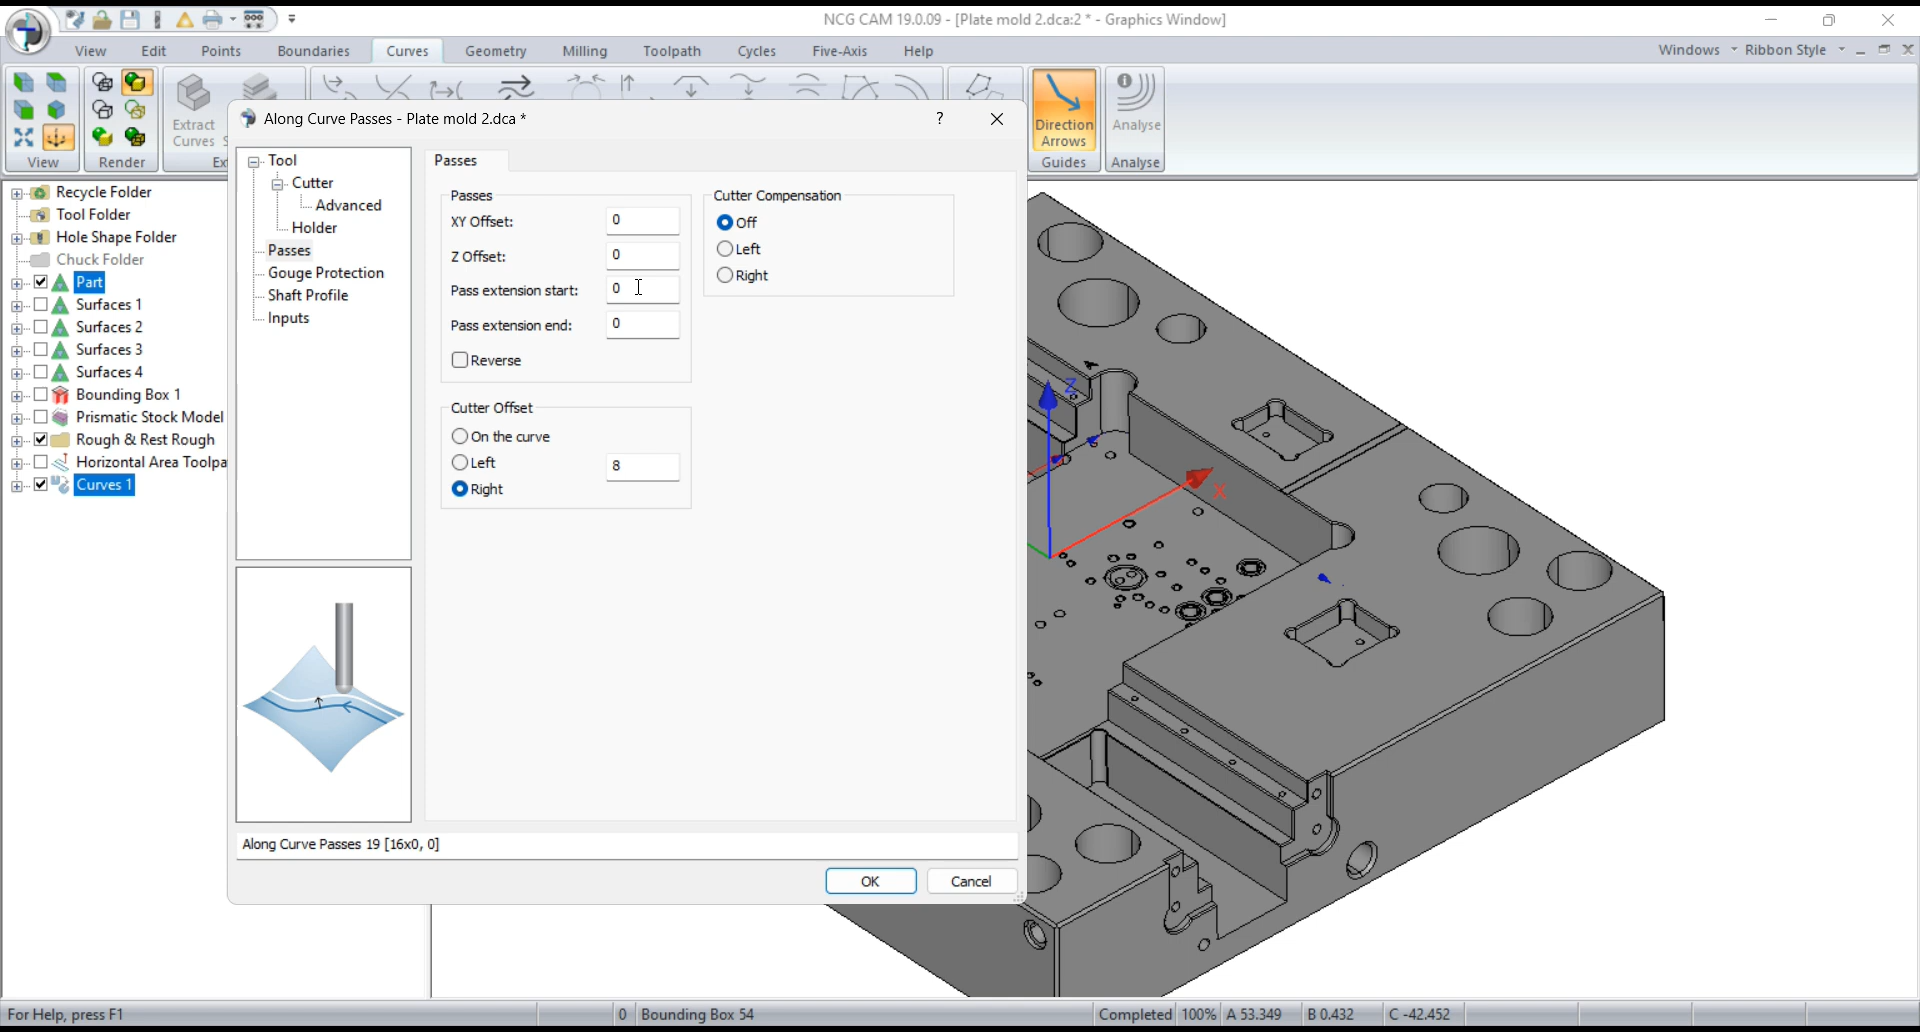 NCG CAM 19.0.09 - [Plate mold 2.dca:2 * - Graphics Window]
View Edit Points Boundaries Curves Geometry Milling Toolpath Cycles Five-Axis Help Windows Ribbon Style
Extract
Curves
Direction
Arrows
Analyse
View Render Guides Analyse
Along Curve Passes - Plate mold 2.dca * ?
Recycle Folder
Tool Folder
Hole Shape Folder
Chuck Folder
Part
Surfaces 1
Surfaces 2
Surfaces 3
Surfaces 4
Bounding Box 1
Prismatic Stock Model
Rough & Rest Rough
Horizontal Area Toolpa
Curves 1
Tool
Cutter
Advanced
Holder
Passes
Gouge Protection
Shaft Profile
Inputs
Passes
Passes
XY Offset: 0
Z Offset: 0
Pass extension start: 0
Pass extension end: 0
Reverse
Cutter Compensation
Off
Left
Right
Cutter Offset
On the curve
Left 8
Right
Z
X
A
Along Curve Passes 19 [16x0, 0]
OK Cancel
For Help, press F1 0 Bounding Box 54 Completed 100% A 53.349 B 0.432 C -42.452